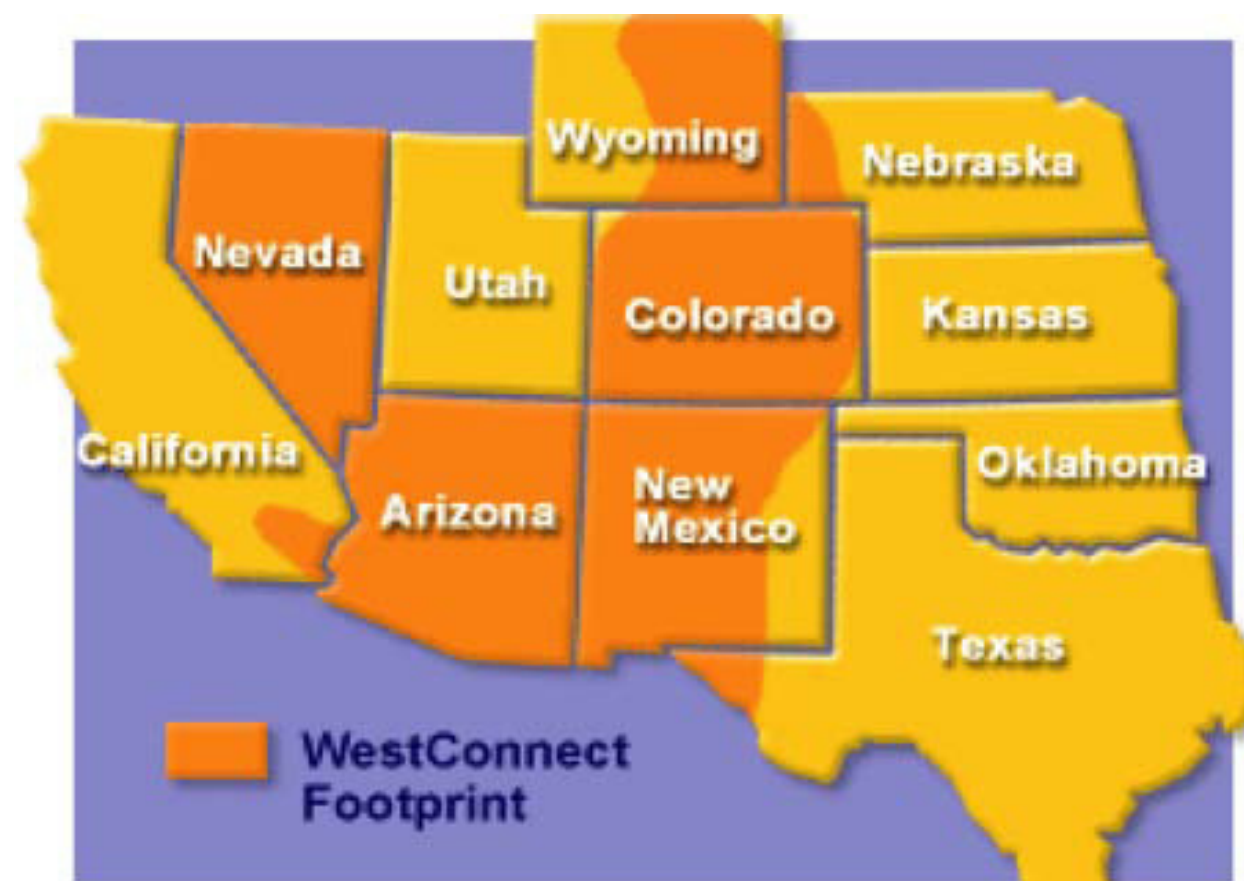 Wyoming
Nebraska
Nevada
Utah
Colorado
Kansas
California
Arizona
New
Mexico
Oklahoma
Texas
WestConnect
Footprint